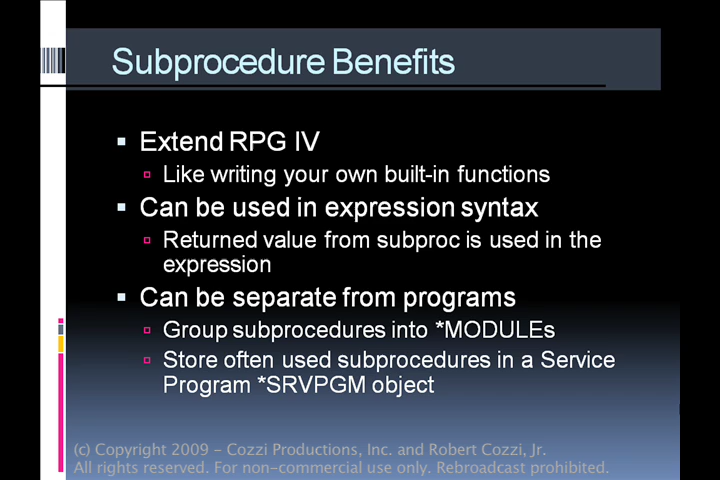 Subprocedure Benefits
Extend RPG IV
Like writing your own built-in functions
Can be used in expression syntax
Returned value from subproc is used in the
expression
Can be separate from programs
Group subprocedures into *MODULEs
Store often used subprocedures in a Service
Program *SRVPGM object
(c) Copyright 2009 – Cozzi Productions, Inc. and Robert Cozzi, Jr.
All rights reserved. For non-commercial use only. Rebroadcast prohibited.